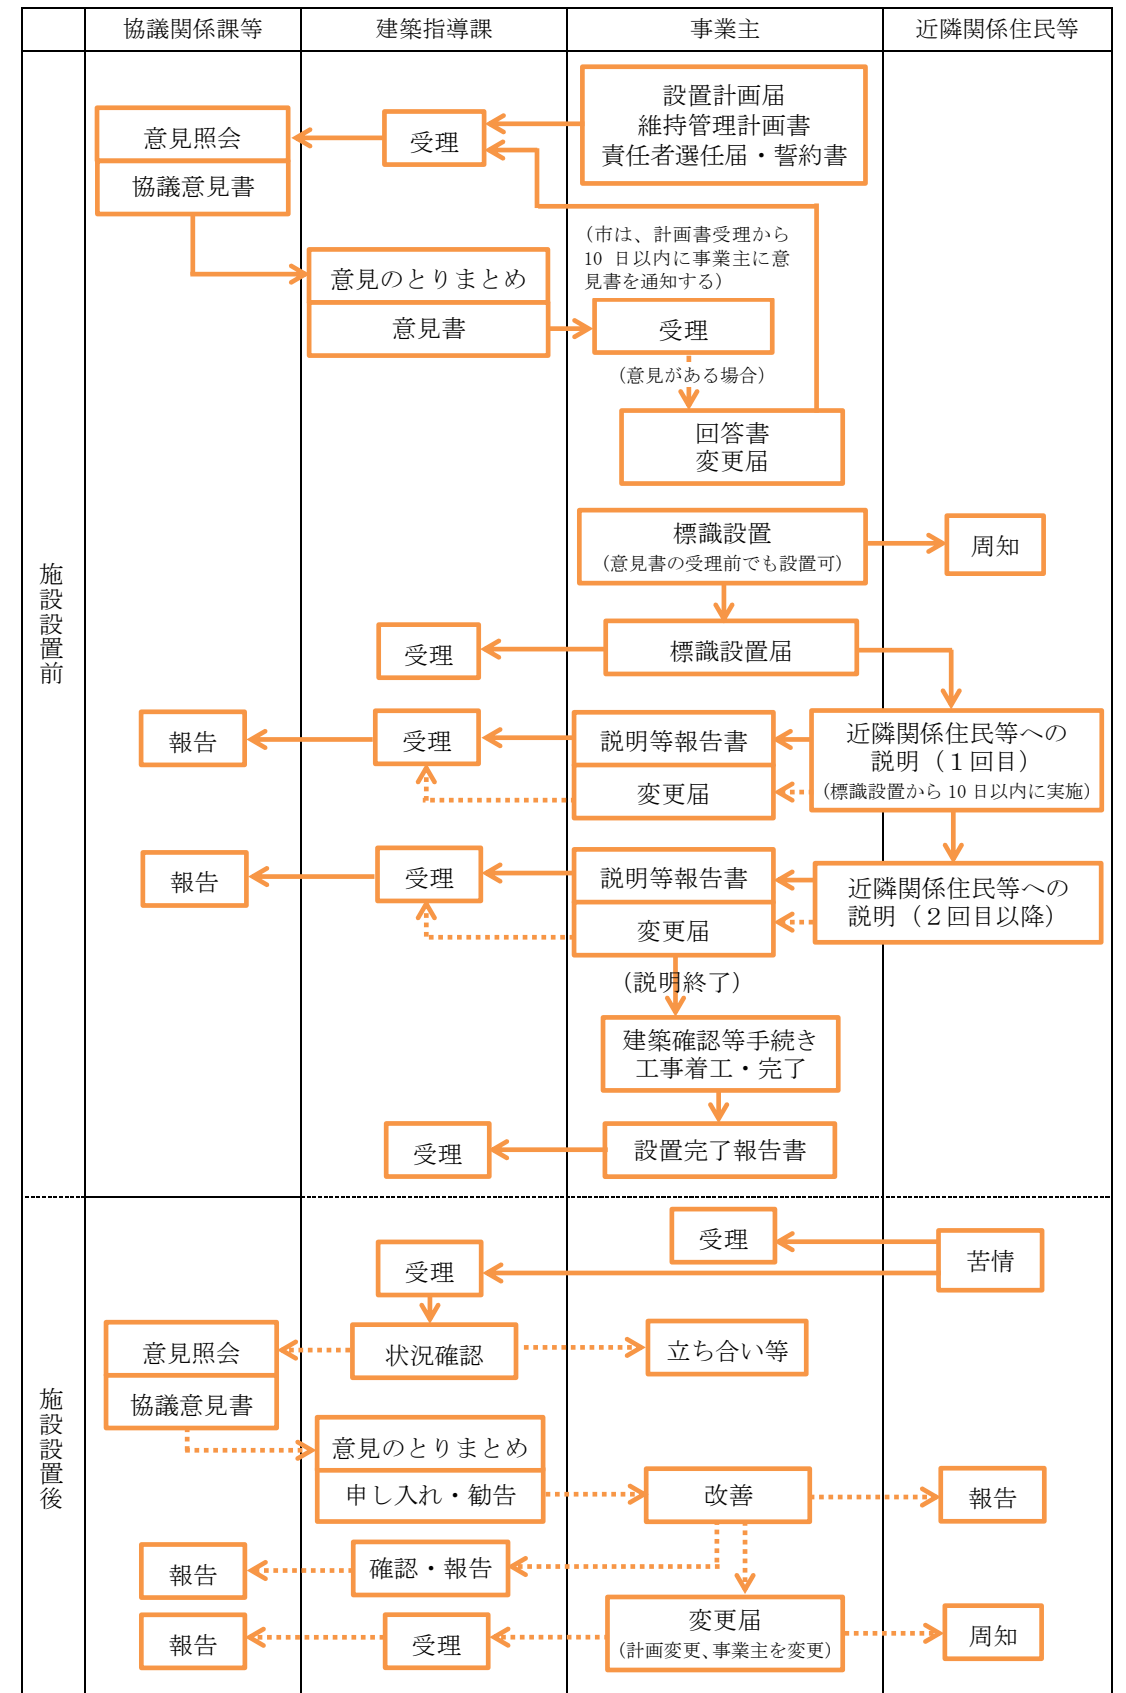 協議関係課等
建築指導課
事業主
近隣関係住民等
施設設置前
設置計画届
維持管理計画書
責任者選任届・誓約書
受理
意見照会
協議意見書
（市は、計画書受理から
10 日以内に事業主に意
見書を通知する）
意見のとりまとめ
意見書
受理
（意見がある場合）
回答書
変更届
標識設置
（意見書の受理前でも設置可）
周知
標識設置届
受理
近隣関係住民等への
説明（１回目）
（標識設置から 10 日以内に実施）
説明等報告書
変更届
受理
報告
近隣関係住民等への
説明（２回目以降）
説明等報告書
変更届
受理
報告
（説明終了）
建築確認等手続き
工事着工・完了
設置完了報告書
受理
施設設置後
苦情
受理
受理
状況確認
立ち合い等
意見照会
協議意見書
意見のとりまとめ
申し入れ・勧告
改善
報告
確認・報告
報告
変更届
（計画変更、事業主を変更）
周知
受理
報告